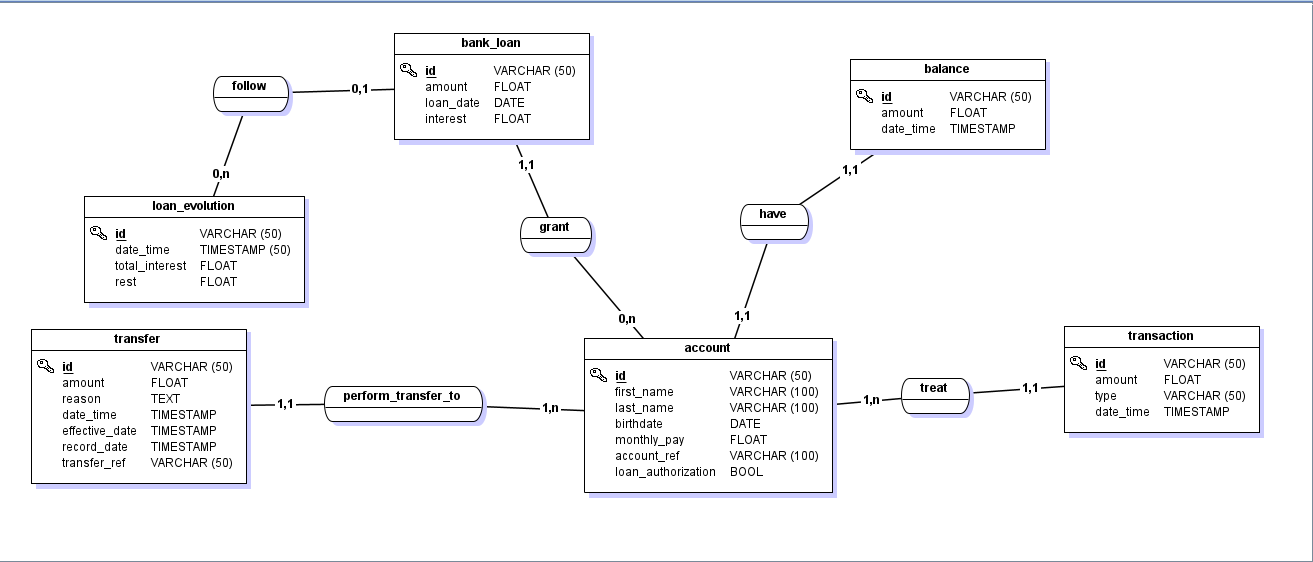 bank_loan
id VARCHAR (50)
amount FLOAT
loan_date DATE
interest FLOAT
balance
id VARCHAR (50)
amount FLOAT
date_time TIMESTAMP
follow
0,1
0,n
1,1
1,1
loan_evolution
id VARCHAR (50)
date_time TIMESTAMP (50)
total_interest FLOAT
rest FLOAT
grant
have
0,n
1,1
transfer
id VARCHAR (50)
amount FLOAT
reason TEXT
date_time TIMESTAMP
effective_date TIMESTAMP
record_date TIMESTAMP
transfer_ref VARCHAR (50)
1,1
perform_transfer_to
1,n
account
id VARCHAR (50)
first_name VARCHAR (100)
last_name VARCHAR (100)
birthdate DATE
monthly_pay FLOAT
account_ref VARCHAR (100)
loan_authorization BOOL
1,n
treat
1,1
transaction
id VARCHAR (50)
amount FLOAT
type VARCHAR (50)
date_time TIMESTAMP